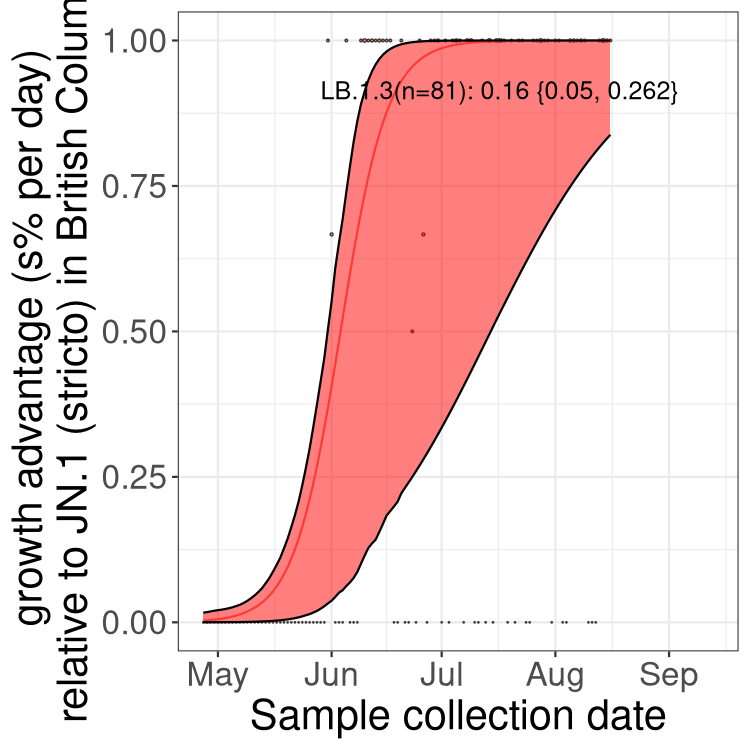 growth advantage (s% per day)
relative to JN.1 (stricto) in British Colum
1.00
0.75
0.50
0.25
0.00
LB.1.3(n=81): 0.16 {0.05, 0.262}
May Jun Jul Aug Sep
Sample collection date